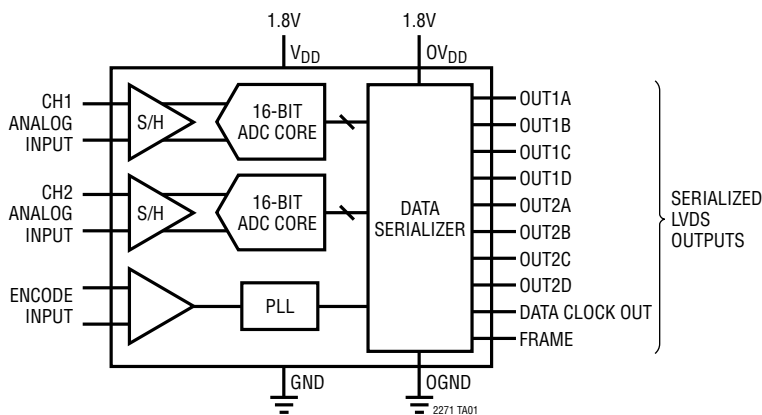 1.8V
1.8V
VDD
OVDD
CH1
ANALOG
INPUT
S/H
16-BIT
ADC CORE
CH2
ANALOG
INPUT
S/H
16-BIT
ADC CORE
ENCODE
INPUT
PLL
DATA
SERIALIZER
OUT1A
OUT1B
OUT1C
OUT1D
OUT2A
OUT2B
OUT2C
OUT2D
DATA CLOCK OUT
FRAME
SERIALIZED
LVDS
OUTPUTS
GND
OGND
2271 TA01